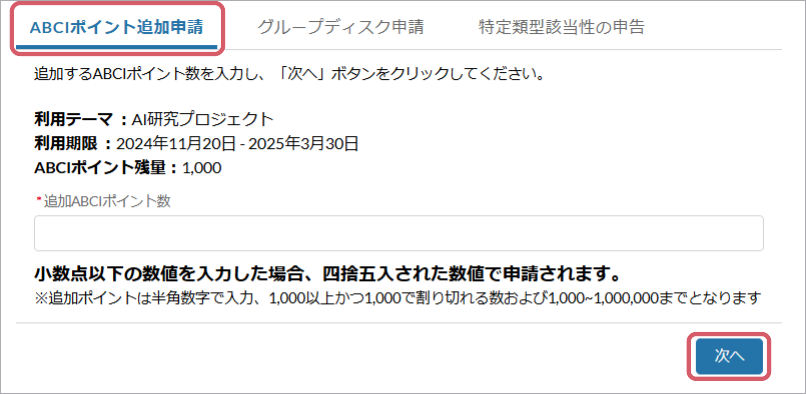 ABCIポイント追加申請 グループディスク申請 特定類型該当性の申告
追加するABCIポイント数を入力し、「次へ」ボタンをクリックしてください。
利用テーマ ：AI研究プロジェクト
利用期限 ：2024年11月20日 - 2025年3月30日
ABCIポイント残量：1,000
*追加ABCIポイント数
小数点以下の数値を入力した場合、四捨五入された数値で申請されます。
※追加ポイントは半角数字で入力、1,000以上かつ1,000で割り切れる数および1,000~1,000,000までとなります
次へ